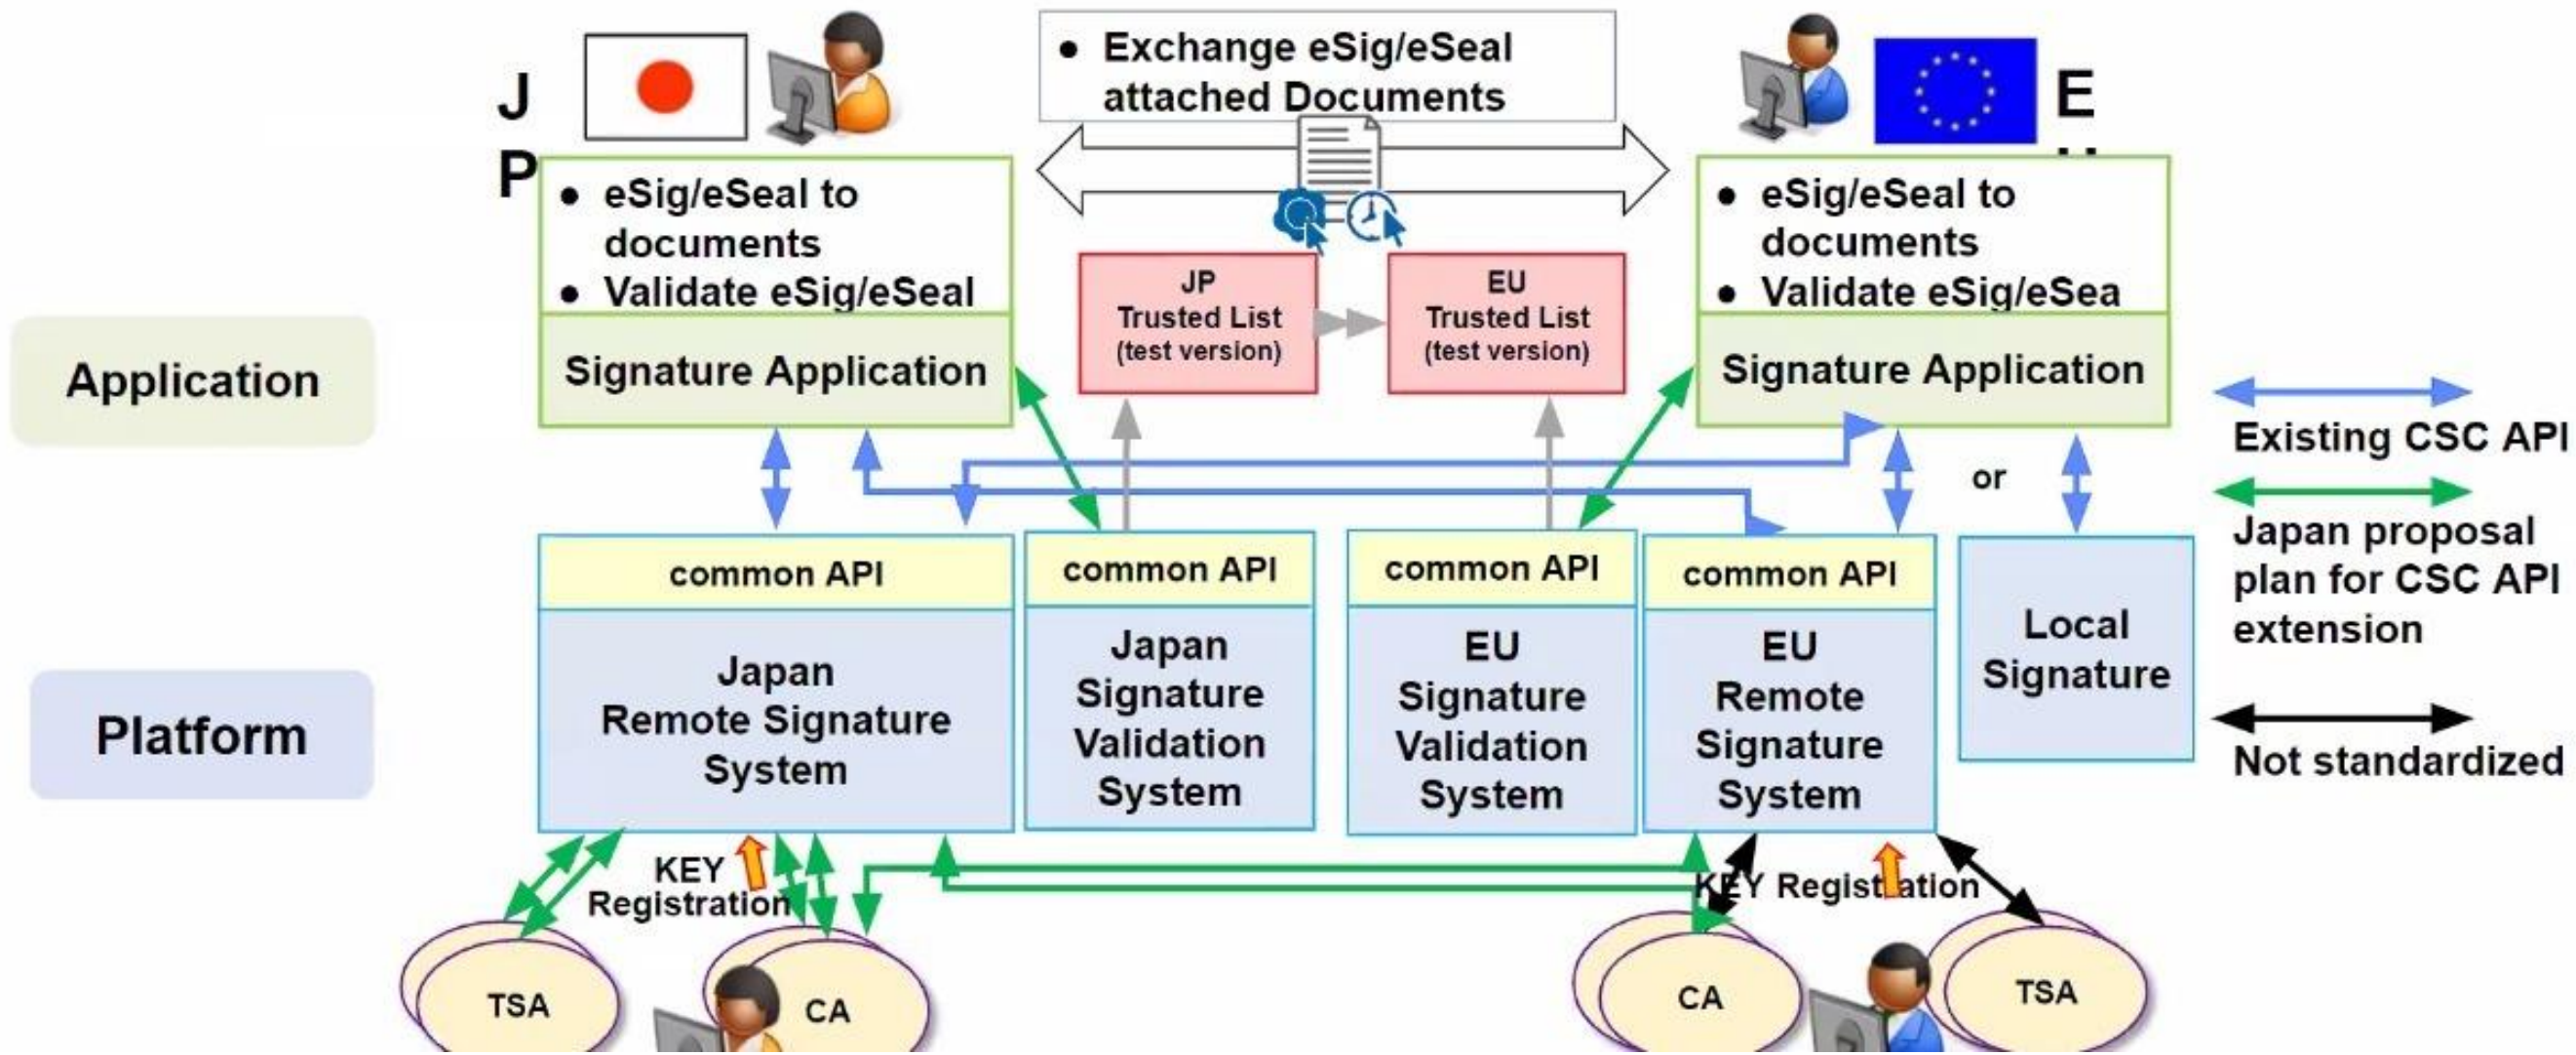 J
P
● Exchange eSig/eSeal
attached Documents
E
● eSig/eSeal to
documents
● Validate eSig/eSeal
Signature Application
JP
Trusted List
(test version)
EU
Trusted List
(test version)
● eSig/eSeal to
documents
● Validate eSig/eSea
Signature Application
Application
Existing CSC API
or
Japan proposal
plan for CSC API
extension
Not standardized
common API
Japan
Remote Signature
System
common API
Japan
Signature
Validation
System
common API
EU
Signature
Validation
System
common API
EU
Remote
Signature
System
Local
Signature
Platform
KEY
Registration
KEY Registration
TSA
CA
CA
TSA